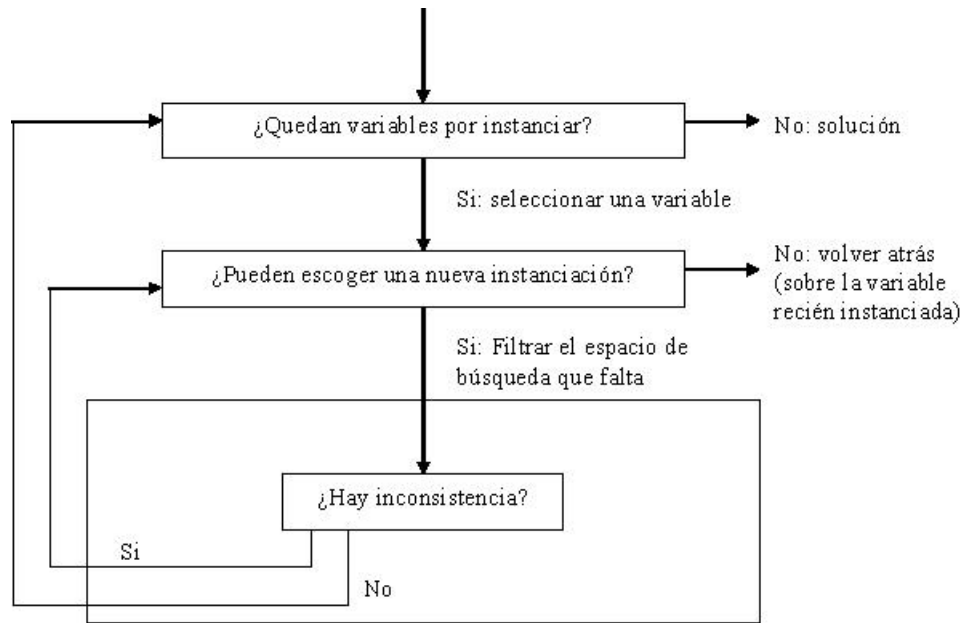 ¿Quedan variables por instanciar?
No: solución
Si: seleccionar una variable
¿Pueden escoger una nueva instanciación?
No: volver atrás
(sobre la variable
recién instanciada)
Si: Filtrar el espacio de
búsqueda que falta
¿Hay inconsistencia?
Si
No